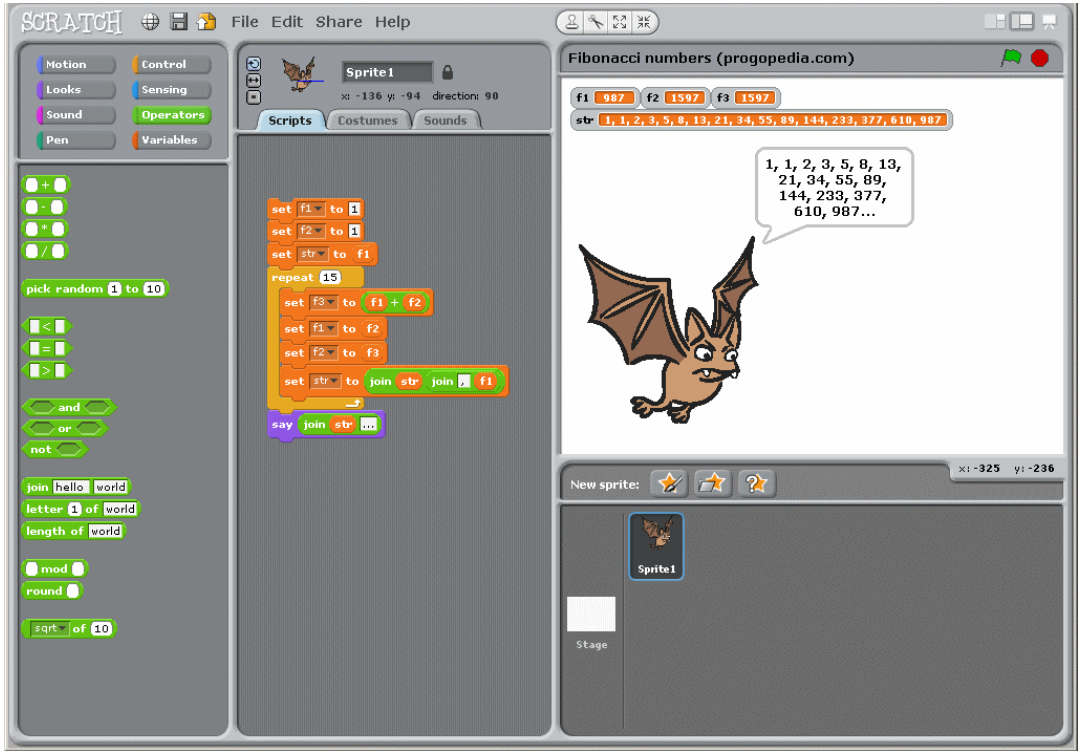 SCRATCH File Edit Share Help
Motion Control
Looks Sensing
Sound Operators
Pen Variables
+
-
*
/
pick random 1 to 10
<
=
>
and
or
not
join hello world
letter 1 of world
length of world
mod
round
sqrt of 10
Sprite1
x: -136 y: -94 direction: 90
Scripts Costumes Sounds
set f1 to 1
set f2 to 1
set str to f1
repeat 15
set f3 to f1 + f2
set f1 to f2
set f2 to f3
set str to join str join , f1
say join str ...
Fibonacci numbers (progopedia.com)
f1 987 f2 1597 f3 1597
str 1, 1, 2, 3, 5, 8, 13, 21, 34, 55, 89, 144, 233, 377, 610, 987
1, 1, 2, 3, 5, 8, 13,
21, 34, 55, 89,
144, 233, 377,
610, 987...
x: -325 y: -236
New sprite:
Sprite1
Stage